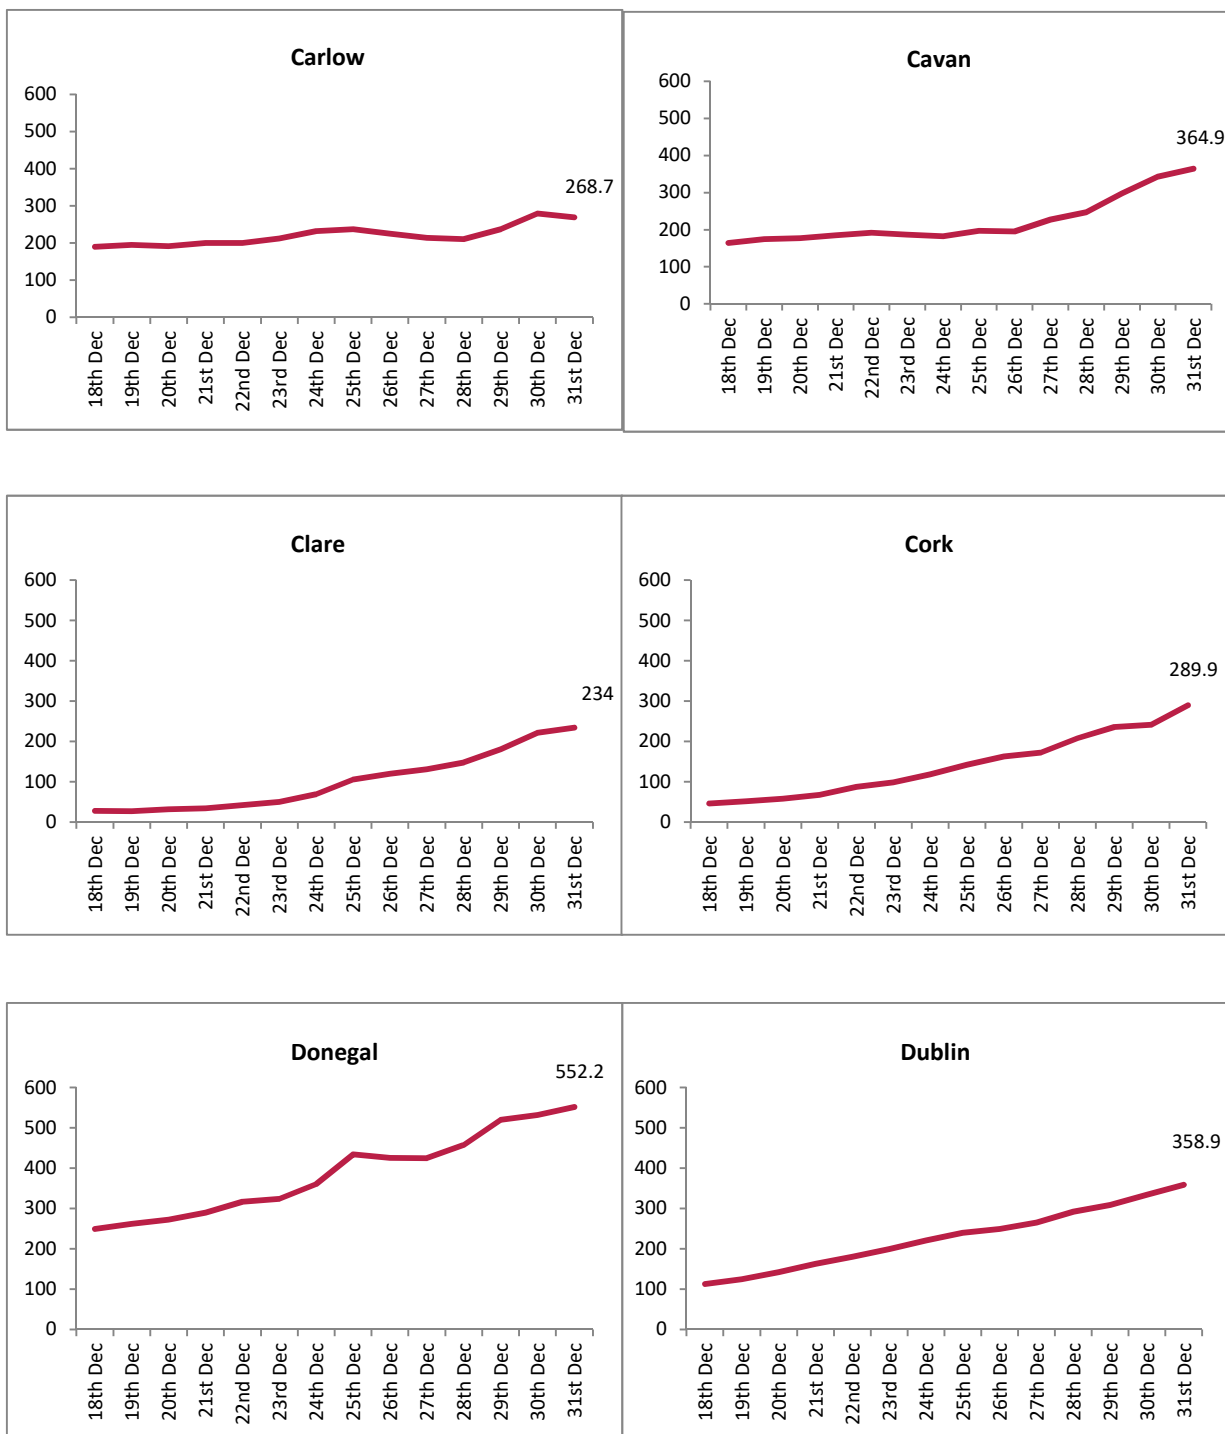 Carlow
600
500
400
300
200
100
0
268.7
18th Dec
19th Dec
20th Dec
21st Dec
22nd Dec
23rd Dec
24th Dec
25th Dec
26th Dec
27th Dec
28th Dec
29th Dec
30th Dec
31st Dec
Cavan
600
500
400
300
200
100
0
364.9
18th Dec
19th Dec
20th Dec
21st Dec
22nd Dec
23rd Dec
24th Dec
25th Dec
26th Dec
27th Dec
28th Dec
29th Dec
30th Dec
31st Dec
Clare
600
500
400
300
200
100
0
234
18th Dec
19th Dec
20th Dec
21st Dec
22nd Dec
23rd Dec
24th Dec
25th Dec
26th Dec
27th Dec
28th Dec
29th Dec
30th Dec
31st Dec
Cork
600
500
400
300
200
100
0
289.9
18th Dec
19th Dec
20th Dec
21st Dec
22nd Dec
23rd Dec
24th Dec
25th Dec
26th Dec
27th Dec
28th Dec
29th Dec
30th Dec
31st Dec
Donegal
600
500
400
300
200
100
0
552.2
18th Dec
19th Dec
20th Dec
21st Dec
22nd Dec
23rd Dec
24th Dec
25th Dec
26th Dec
27th Dec
28th Dec
29th Dec
30th Dec
31st Dec
Dublin
600
500
400
300
200
100
0
358.9
18th Dec
19th Dec
20th Dec
21st Dec
22nd Dec
23rd Dec
24th Dec
25th Dec
26th Dec
27th Dec
28th Dec
29th Dec
30th Dec
31st Dec